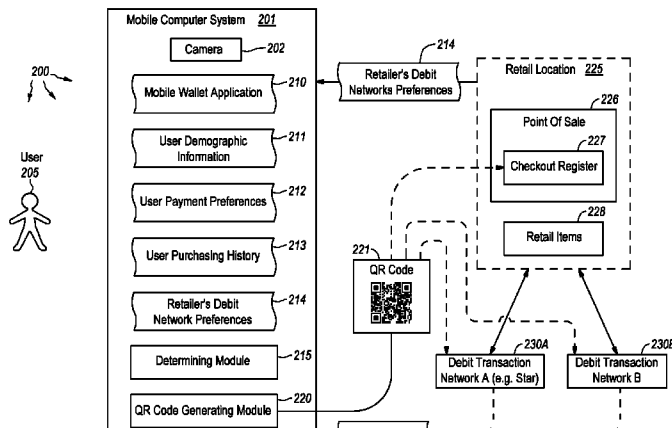 200
User
205
Mobile Computer System 201
Camera
202
Mobile Wallet Application
210
User Demographic
Information
211
User Payment Preferences
212
User Purchasing History
213
Retailer's Debit
Network Preferences
214
Determining Module
215
QR Code Generating Module
220
214
Retailer's Debit
Networks Preferences
221
QR Code
Retail Location 225
226
Point Of Sale
227
Checkout Register
228
Retail Items
230A
Debit Transaction
Network A (e.g. Star)
230B
Debit Transaction
Network B